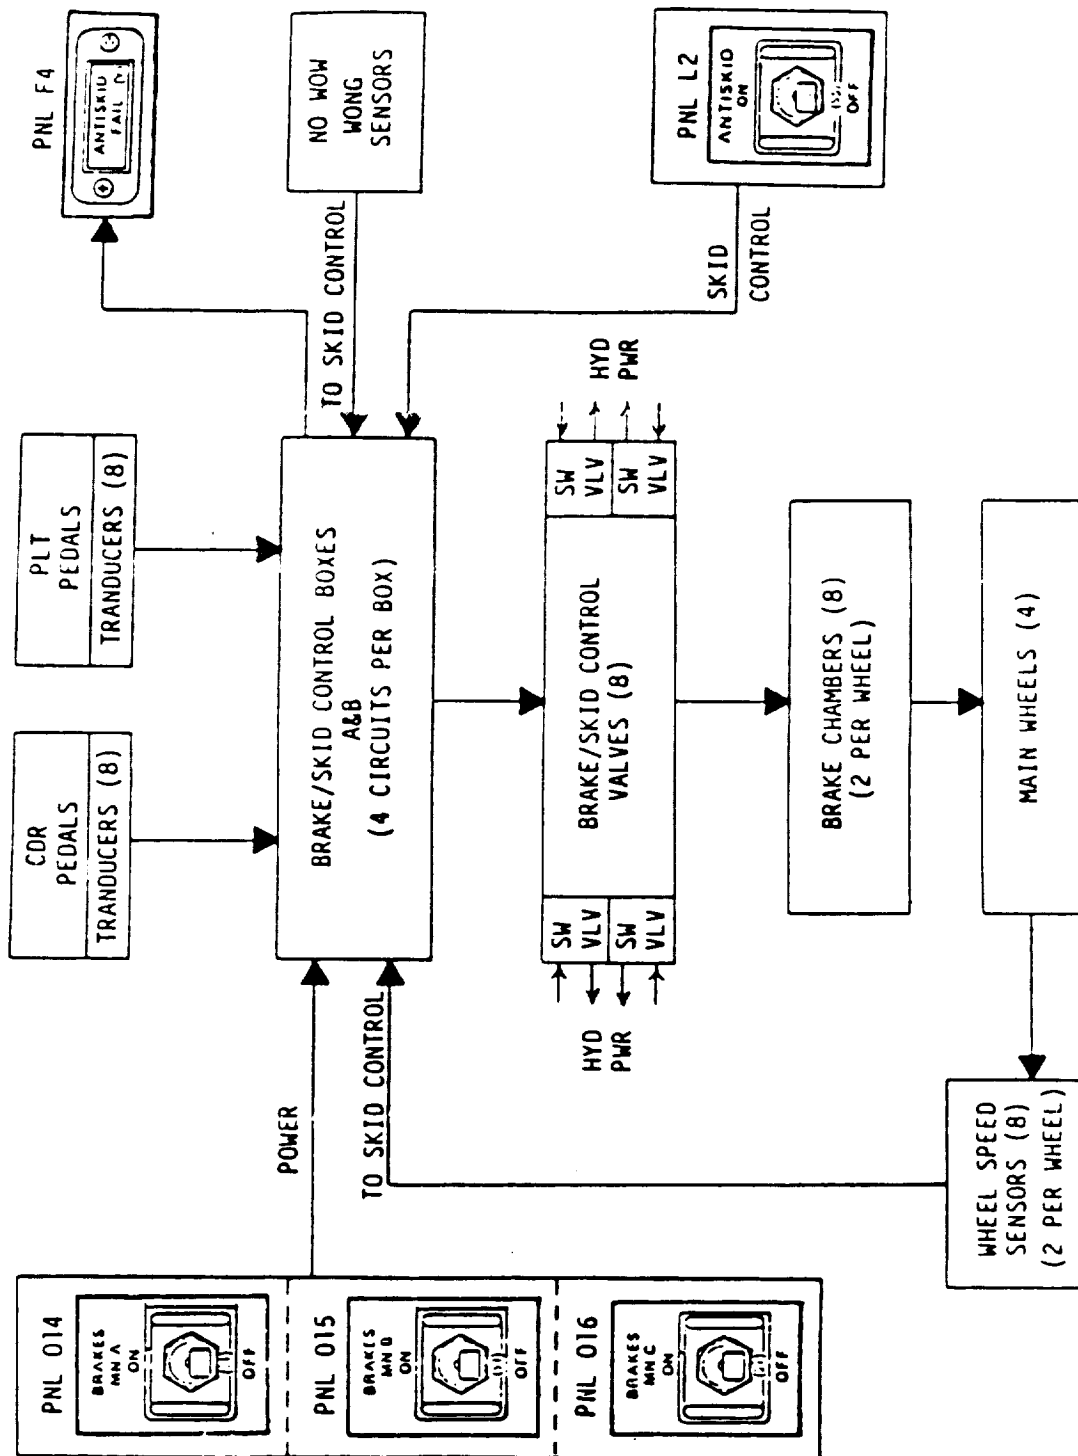 PNL O14
BRAKES
MN A
ON
OFF
PNL O15
BRAKES
MN B
ON
OFF
PNL O16
BRAKES
MN C
ON
OFF
POWER
TO SKID CONTROL
WHEEL SPEED
SENSORS (8)
(2 PER WHEEL)
CDR
PEDALS
TRANDUCERS (8)
PLT
PEDALS
TRANDUCERS (8)
BRAKE/SKID CONTROL BOXES
A&B
(4 CIRCUITS PER BOX)
HYD
PWR
SW
VLV
SW
VLV
BRAKE/SKID CONTROL
VALVES (8)
SW
VLV
SW
VLV
HYD
PWR
BRAKE CHAMBERS (8)
(2 PER WHEEL)
MAIN WHEELS (4)
PNL F4
ANTISKID
FAIL
NO WOW
WONG
SENSORS
TO SKID CONTROL
PNL L2
ANTISKID
ON
OFF
SKID
CONTROL